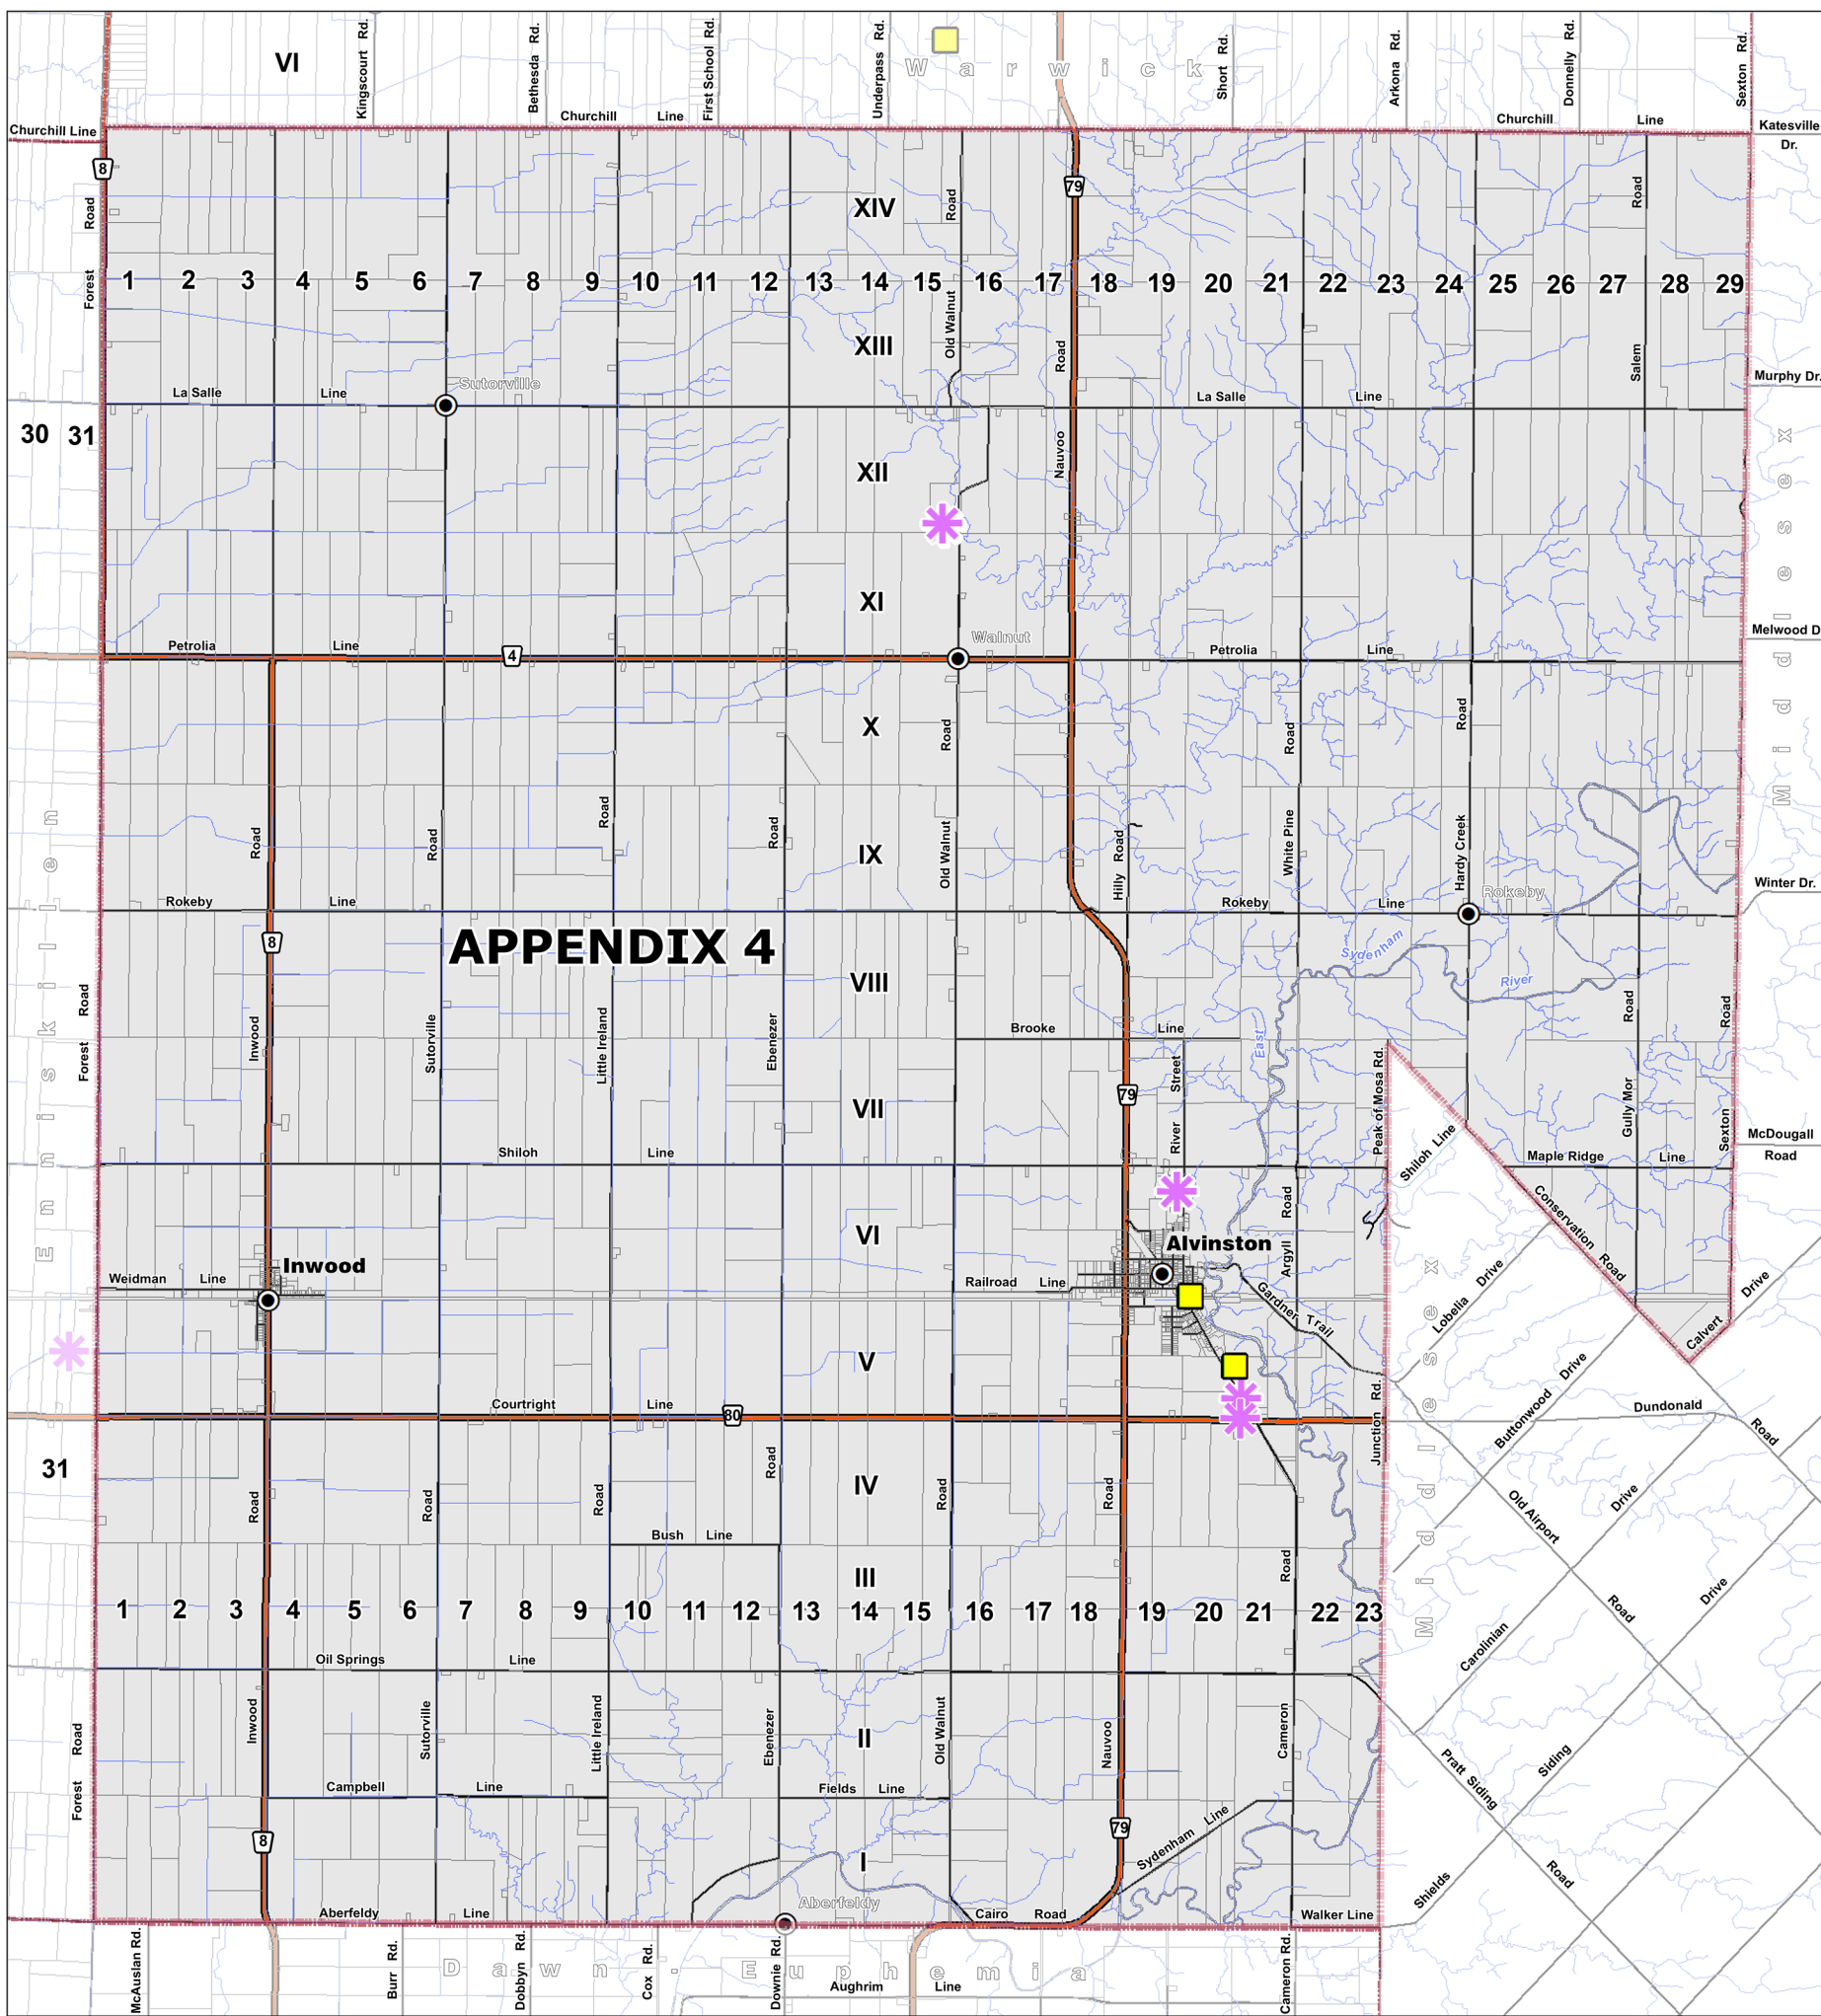 VI
Kingscourt Rd.
Bethesda Rd.
First School Rd.
Underpass Rd.
Warwick
Short Rd.
Arkona Rd.
Donnelly Rd.
Sexton Rd.
Churchill Line
Churchill Line
Churchill Line
Katesville Dr.
8
79
Forest Road
XIV
Old Walnut Road
Salem Road
1 2 3 4 5 6 7 8 9 10 11 12 13 14 15 16 17 18 19 20 21 22 23 24 25 26 27 28 29
XIII
Nauvoo Road
Murphy Dr.
Sutorville
La Salle Line
La Salle Line
30 31
XII
Middlesex
XI
Petrolia Line
4
Walnut
Petrolia Line
Melwood D
X
Old Walnut Road
White Pine Road
Hardy Creek Road
Inwood Road
Sutorville Road
Little Ireland Road
Ebenezer Road
IX
Hilly Road
Enniskillen
Rokeby Line
Rokeby Line
Rokeby
Winter Dr.
8
APPENDIX 4
Sydenham River
East
VIII
Forest Road
Brooke Line
Gully Mor Road
Sexton Road
River Street
79
Peak of Mosa Rd.
VII
Shiloh Line
Shiloh Line
Maple Ridge Line
McDougall Road
VI
Argyll Road
Conservation Road
Inwood
Alvinston
Weidman Line
Railroad Line
Gardner Trail
Lobelia Drive
Calvert Drive
Middlesex
V
Buttonwood Drive
Courtright Line
80
Junction Rd.
Dundonald Road
31
IV
Road
Road
Road
Road
Road
Road
Old Airport Road
Drive
Bush Line
III
Road
Drive
1 2 3 4 5 6 7 8 9 10 11 12 13 14 15 16 17 18 19 20 21 22 23
Carolinian
Oil Springs Line
Forest Road
Inwood
Sutorville
Little Ireland
Ebenezer
II
Old Walnut
Nauvoo
Cameron
Campbell Line
Fields Line
Pratt Siding Road
Siding
8
79
Sydenham Line
I
Shields
Aberfeldy
Aberfeldy Line
Cairo Road
Walker Line
McAuslan Rd.
Burr Rd.
Dobbyn Rd.
Cox Rd.
Downie Rd.
Cameron Rd.
Dawn-Euphemia
Aughrim Line